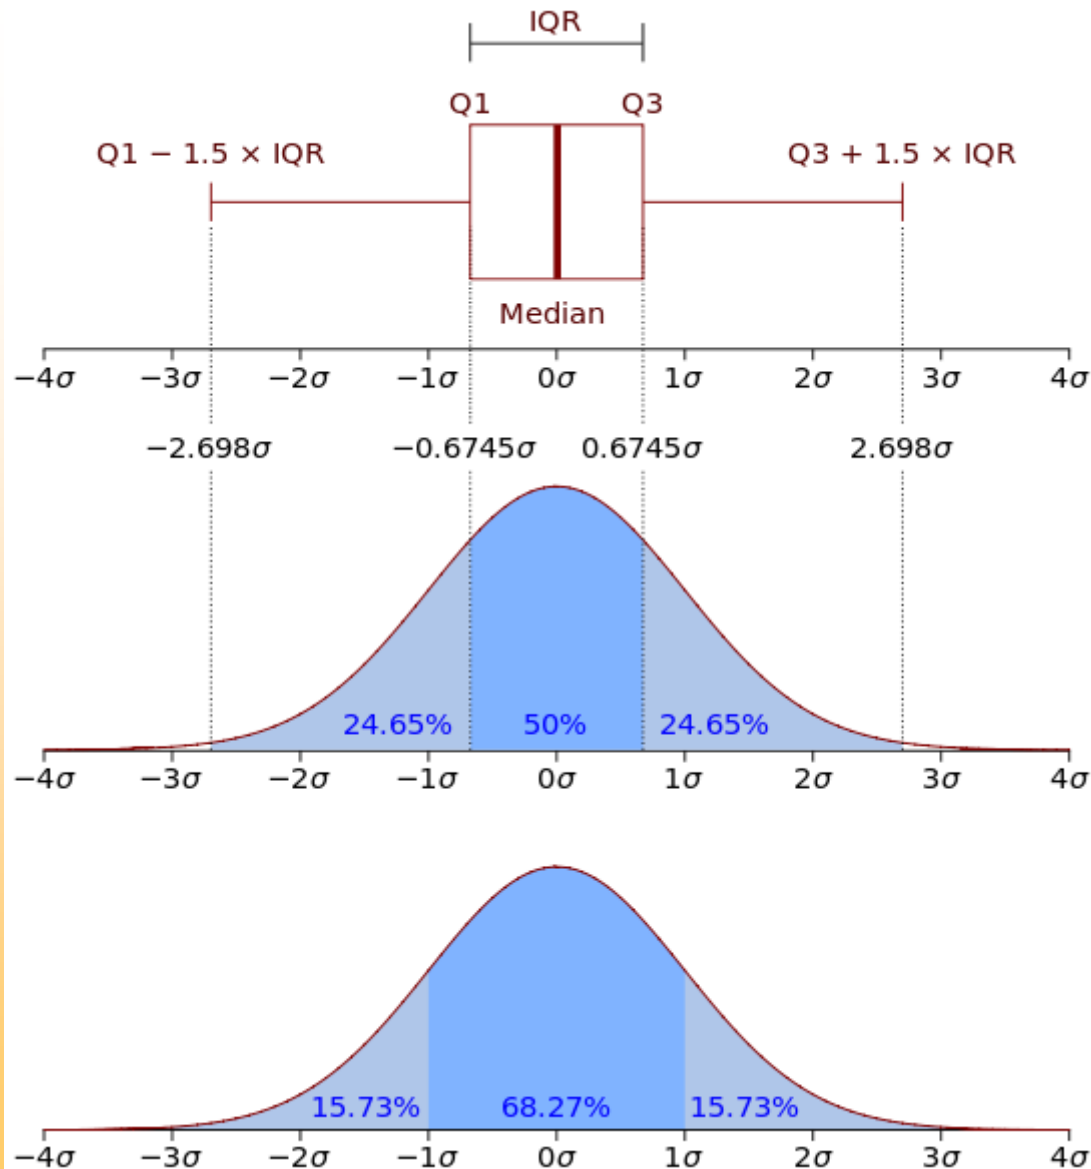 IQR
Q1 Q3
Q1 − 1.5 × IQR Q3 + 1.5 × IQR
Median
−4σ −3σ −2σ −1σ 0σ 1σ 2σ 3σ 4σ
−2.698σ −0.6745σ 0.6745σ 2.698σ
24.65% 50% 24.65%
−4σ −3σ −2σ −1σ 0σ 1σ 2σ 3σ 4σ
15.73% 68.27% 15.73%
−4σ −3σ −2σ −1σ 0σ 1σ 2σ 3σ 4σ